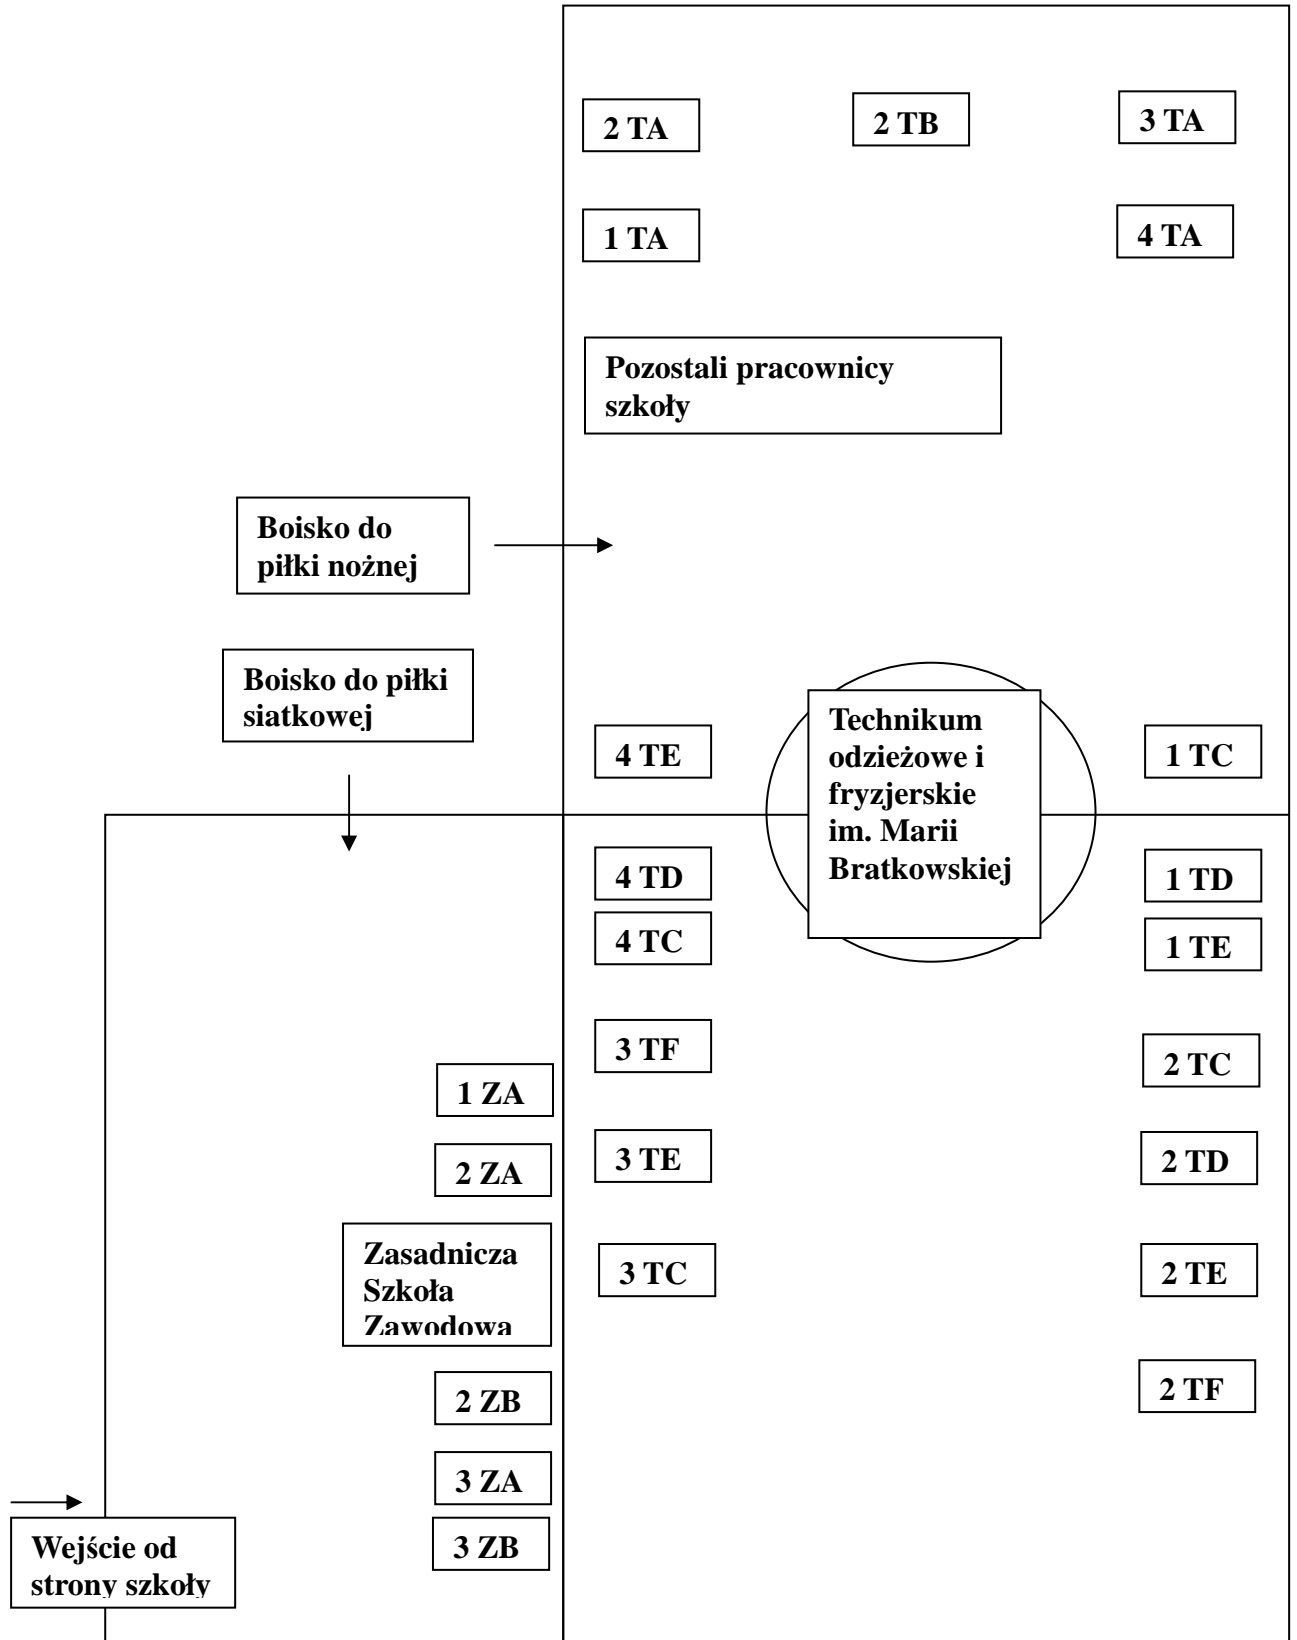 2 TA
2 TB
3 TA
1 TA
4 TA
Pozostali pracownicy
szkoły
Boisko do
piłki nożnej
Boisko do piłki
siatkowej
Technikum
odzieżowe i
fryzjerskie
im. Marii
Bratkowskiej
4 TE
1 TC
4 TD
1 TD
4 TC
1 TE
3 TF
2 TC
1 ZA
3 TE
2 TD
2 ZA
Zasadnicza
Szkoła
Zawodowa
3 TC
2 TE
2 TF
2 ZB
3 ZA
3 ZB
Wejście od
strony szkoły